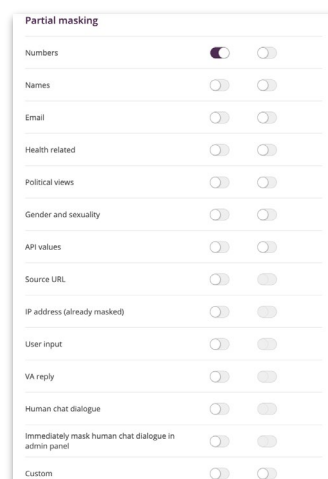 Partial masking
Numbers
Names
Email
Health related
Political views
Gender and sexuality
API values
Source URL
IP address (already masked)
User input
VA reply
Human chat dialogue
Immediately mask human chat dialogue in
admin panel
Custom